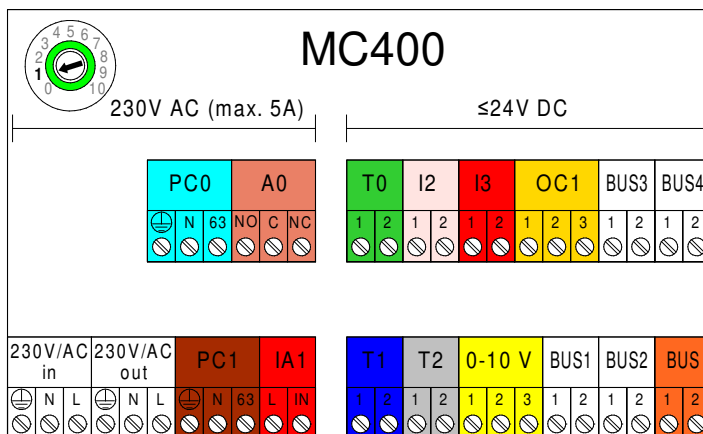 MC400
0 1 2 3 4 5 6 7 8 9 10
230V AC (max. 5A) ≤24V DC
PC0 A0 T0 I2 I3 OC1 BUS3 BUS4
N 63 NO C NC 1 2 1 2 1 2 1 2 3 1 2 1 2
230V/AC in 230V/AC out PC1 IA1 T1 T2 0-10 V BUS1 BUS2 BUS
N L N L N 63 L IN 1 2 1 2 1 2 3 1 2 1 2 1 2